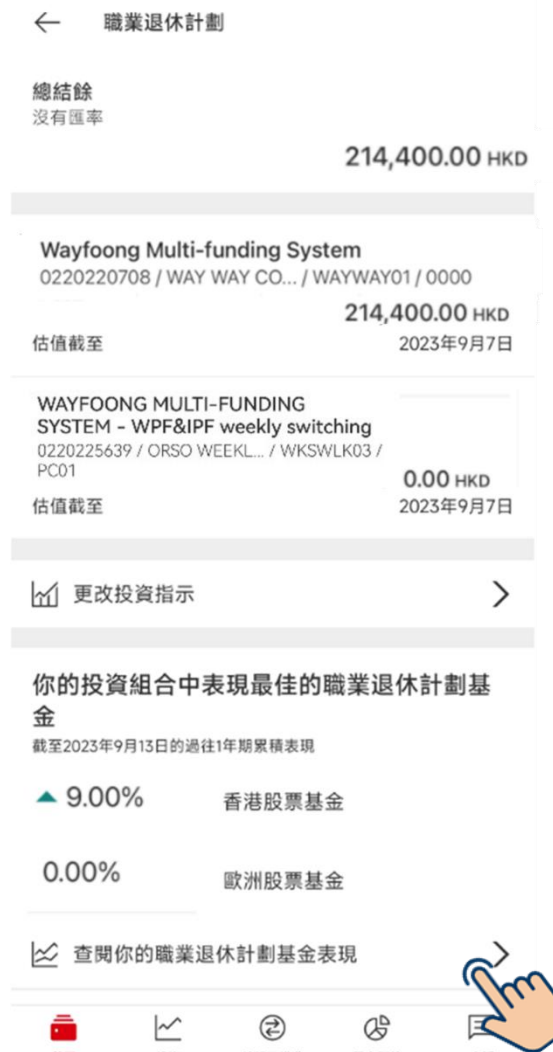 職業退休計劃
總結餘
沒有匯率
214,400.00 HKD
Wayfoong Multi-funding System
0220220708 / WAY WAY CO... / WAYWAY01 / 0000
214,400.00 HKD
估值截至 2023年9月7日
WAYFOONG MULTI-FUNDING
SYSTEM - WPF&IPF weekly switching
0220225639 / ORSO WEEKL... / WKSWLK03 /
PC01
0.00 HKD
估值截至 2023年9月7日
更改投資指示
你的投資組合中表現最佳的職業退休計劃基
金
截至2023年9月13日的過往1年期累積表現
9.00% 香港股票基金
0.00% 歐洲股票基金
查閱你的職業退休計劃基金表現